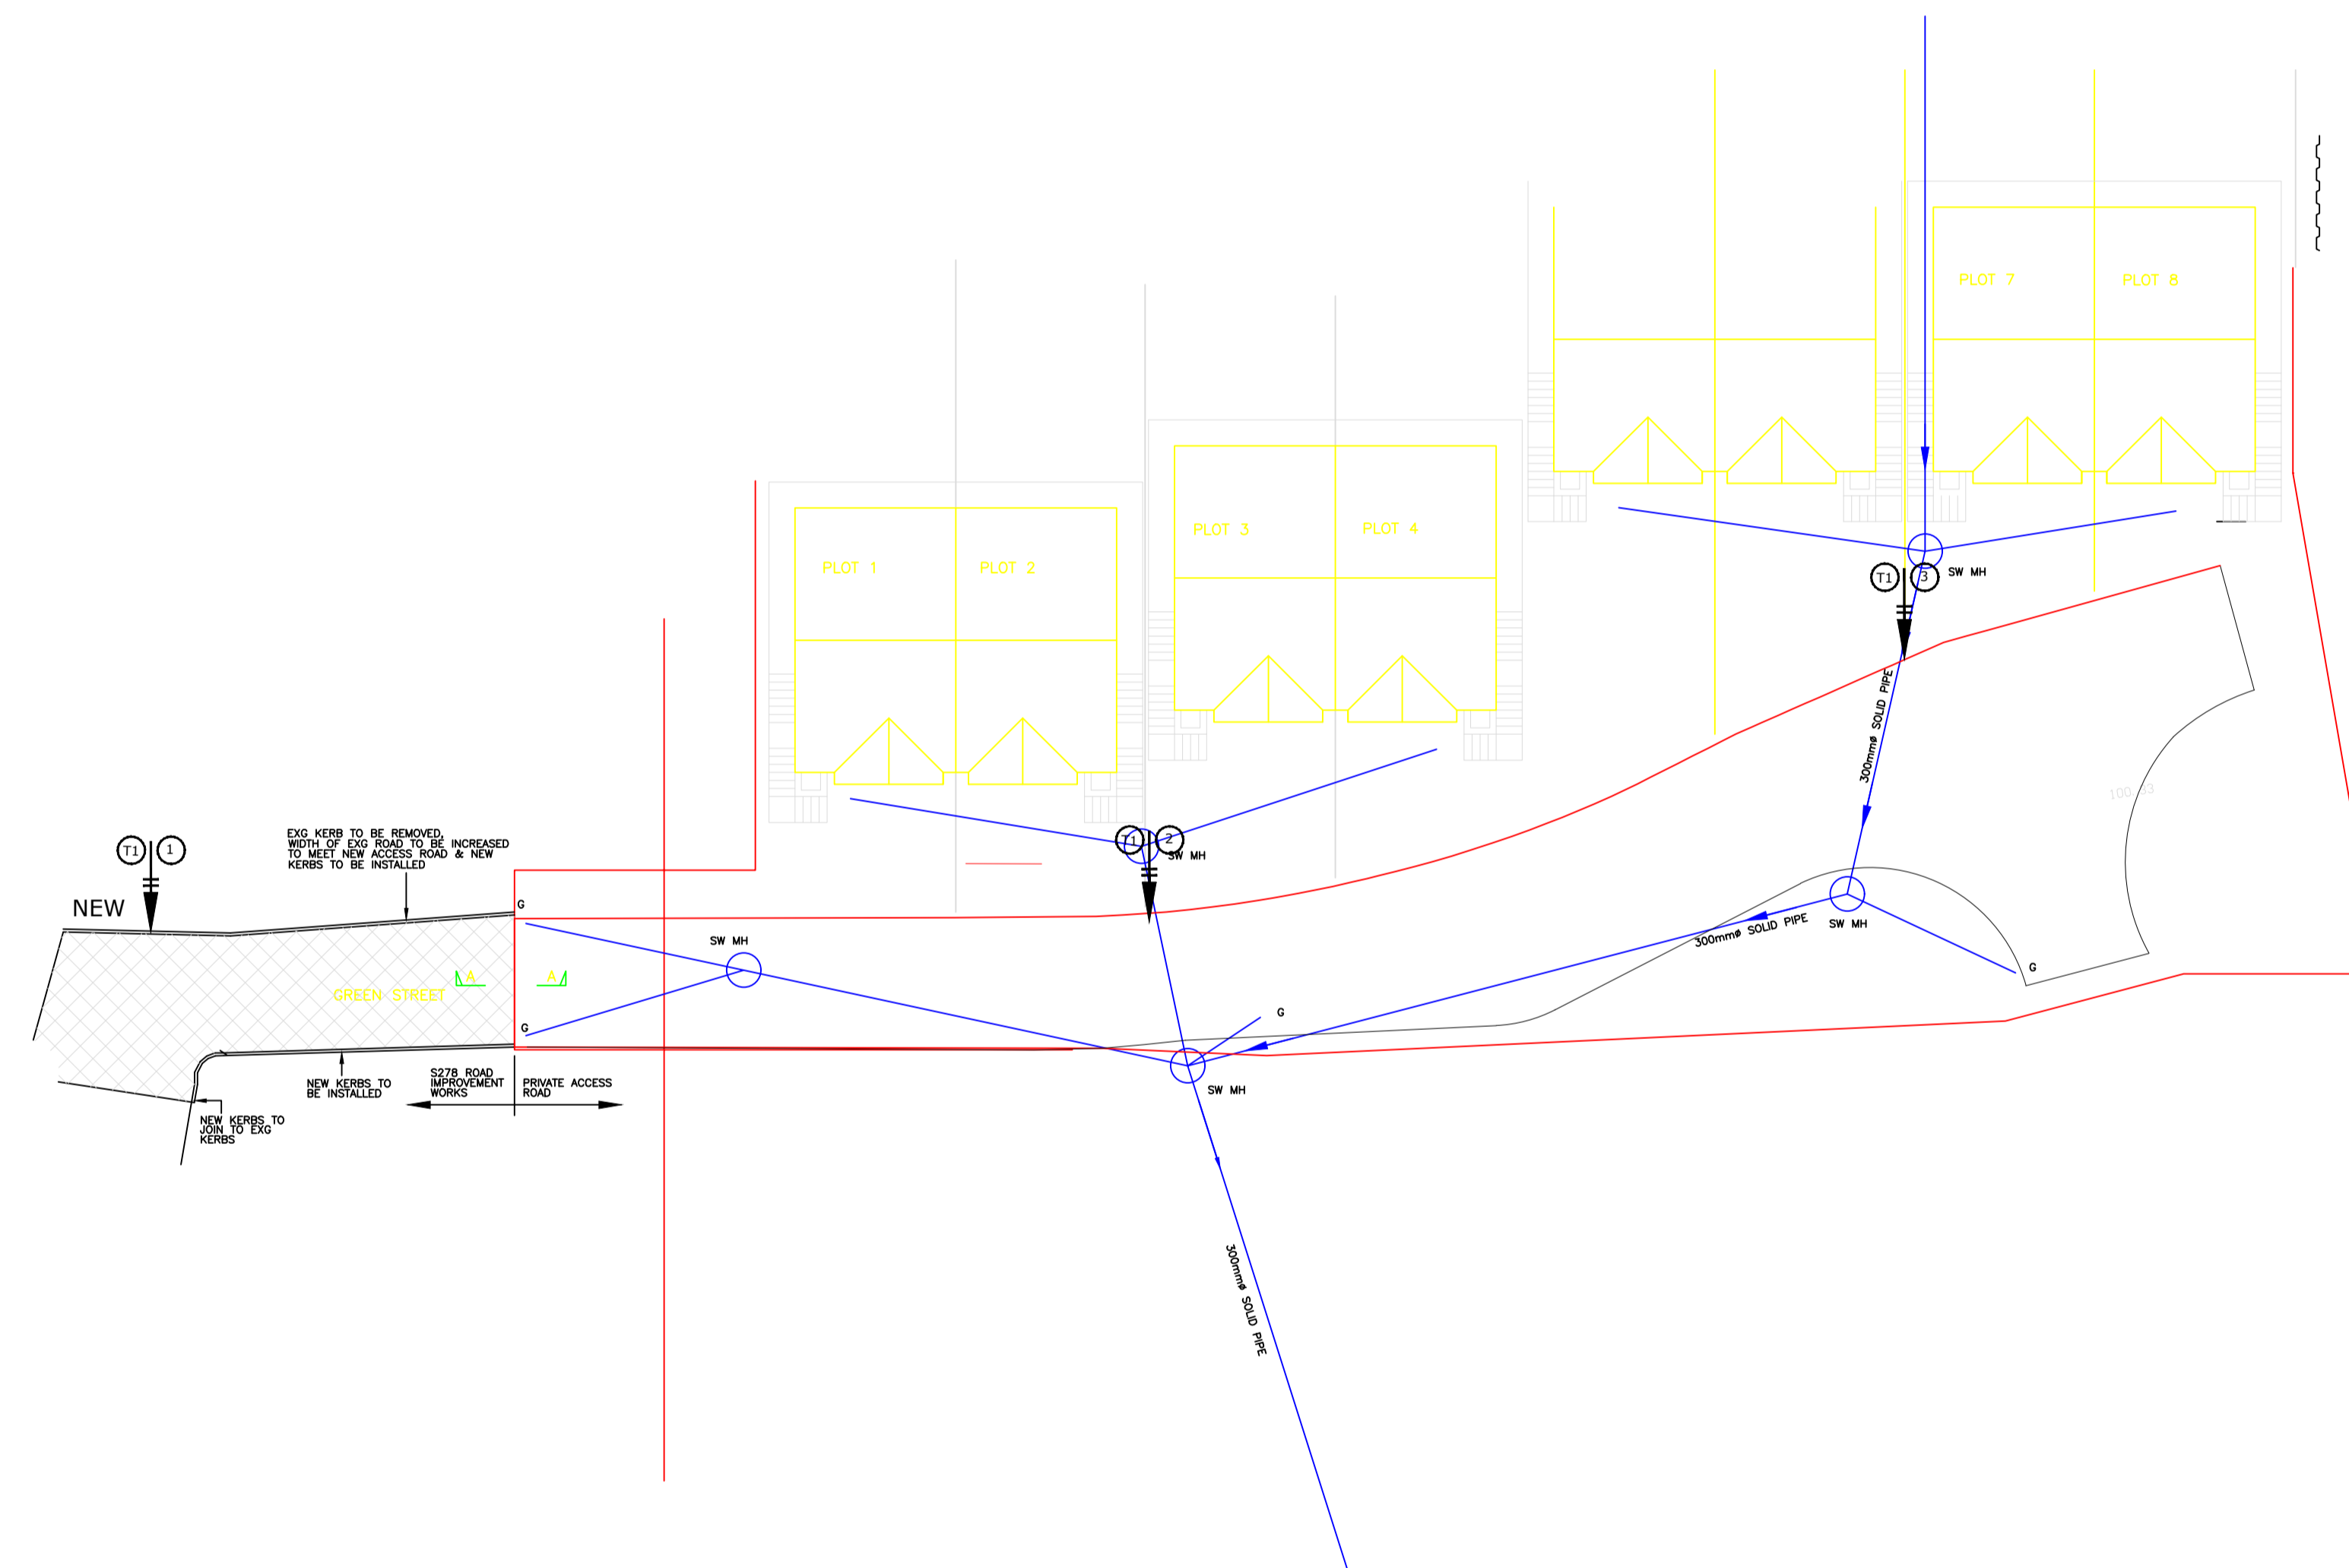 PLOT 7
PLOT 8
PLOT 3
PLOT 4
PLOT 1
PLOT 2
SW MH
T1
3
300mmø SOLID PIPE
100.33
T1
2
SW MH
T1
1
EXG KERB TO BE REMOVED,
WIDTH OF EXG ROAD TO BE INCREASED
TO MEET NEW ACCESS ROAD & NEW
KERBS TO BE INSTALLED
NEW
G
SW MH
300mmø SOLID PIPE
SW MH
G
A
A
GREEN STREET
G
G
SW MH
S278 ROAD
IMPROVEMENT
WORKS
PRIVATE ACCESS
ROAD
NEW KERBS TO
BE INSTALLED
NEW KERBS TO
JOIN TO EXG
KERBS
300mmø SOLID PIPE